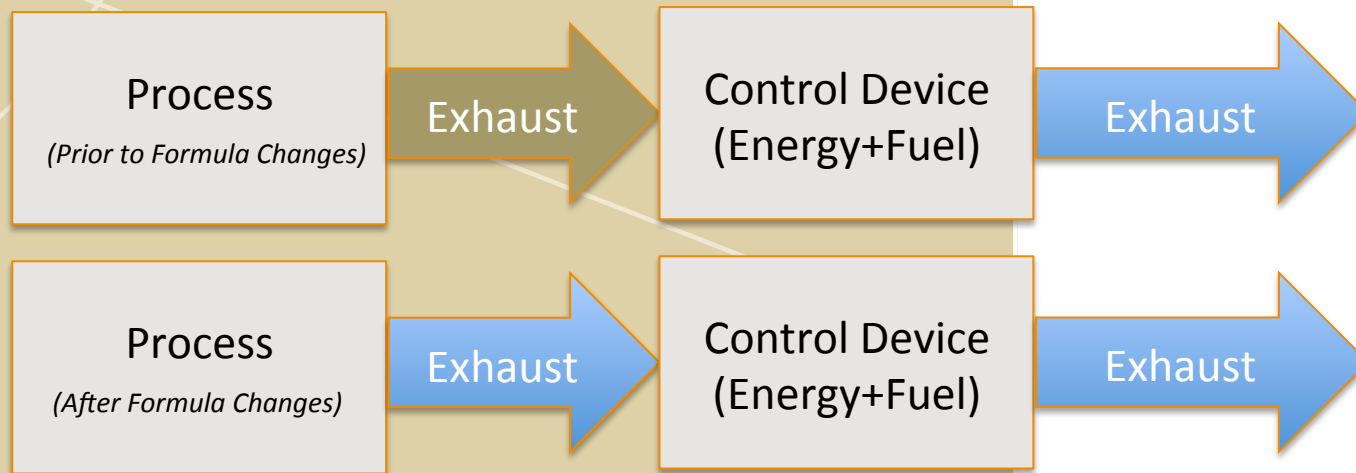 Process
(Prior to Formula Changes)
Exhaust
Control Device
(Energy+Fuel)
Exhaust
Process
(After Formula Changes)
Exhaust
Control Device
(Energy+Fuel)
Exhaust